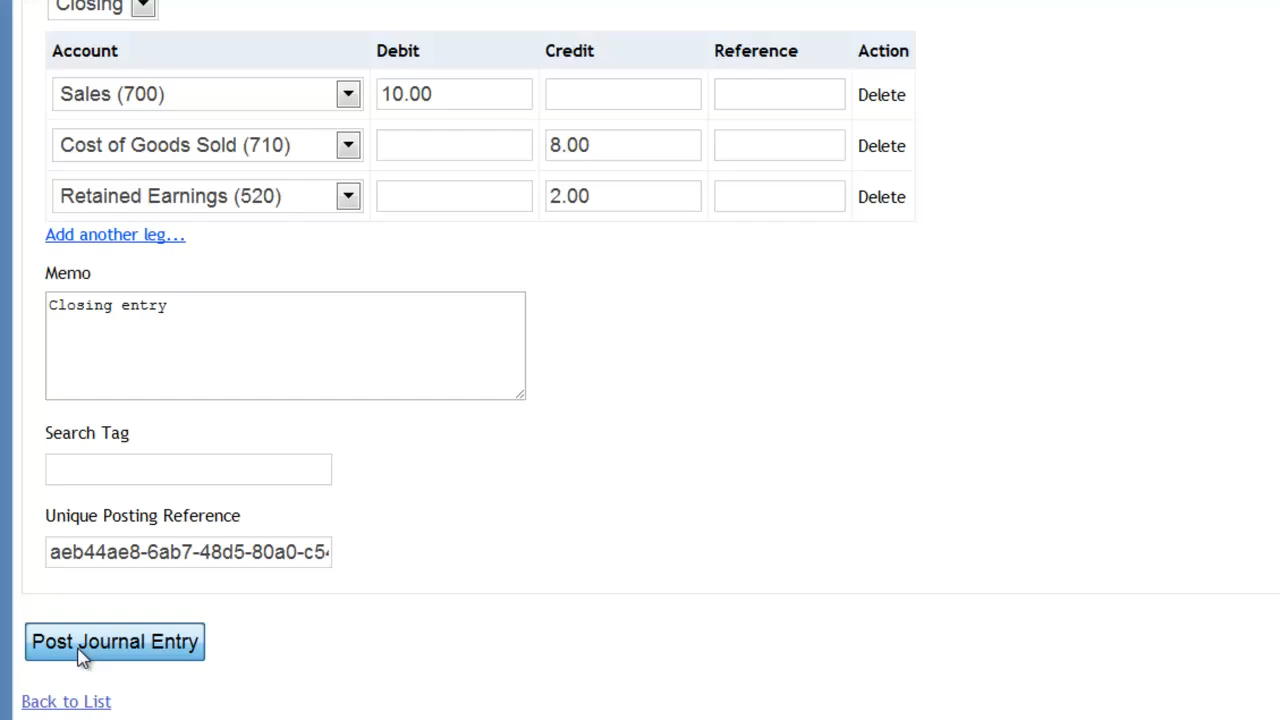 Closing
Account Debit Credit Reference Action
Sales (700) 10.00 Delete
Cost of Goods Sold (710) 8.00 Delete
Retained Earnings (520) 2.00 Delete
Add another leg...
Memo
Closing entry
Search Tag
Unique Posting Reference
aeb44ae8-6ab7-48d5-80a0-c54
Post Journal Entry
Back to List